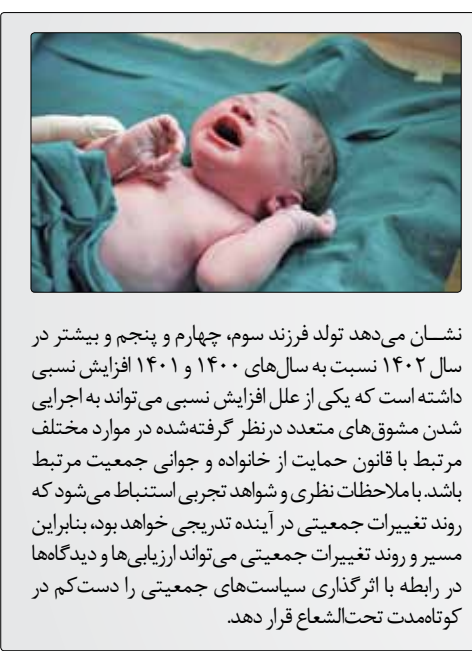 نشـان می‌دهد تولد فرزند سوم، چهارم و پنجم و بیشتر در
سال ۱۴۰۲ نسبت به سال‌های ۱۴۰۰ و ۱۴۰۱ افزایش نسبی
داشته است که یکی از علل افزایش نسبی می‌تواند به اجرایی
شدن مشوق‌های متعدد درنظر گرفته‌شده در موارد مختلف
مرتبط با قانون حمایت از خانواده و جوانی جمعیت مرتبط
باشد. با ملاحظات نظری و شواهد تجربی استنباط می‌شود که
روند تغییرات جمعیتی در آینده تدریجی خواهد بود، بنابراین
مسیر و روند تغییرات جمعیتی می‌تواند ارزیابی‌ها و دیدگاه‌ها
در رابطه با اثرگذاری سیاست‌های جمعیتی را دست‌کم در
کوتاه‌مدت تحت‌الشعاع قرار دهد.